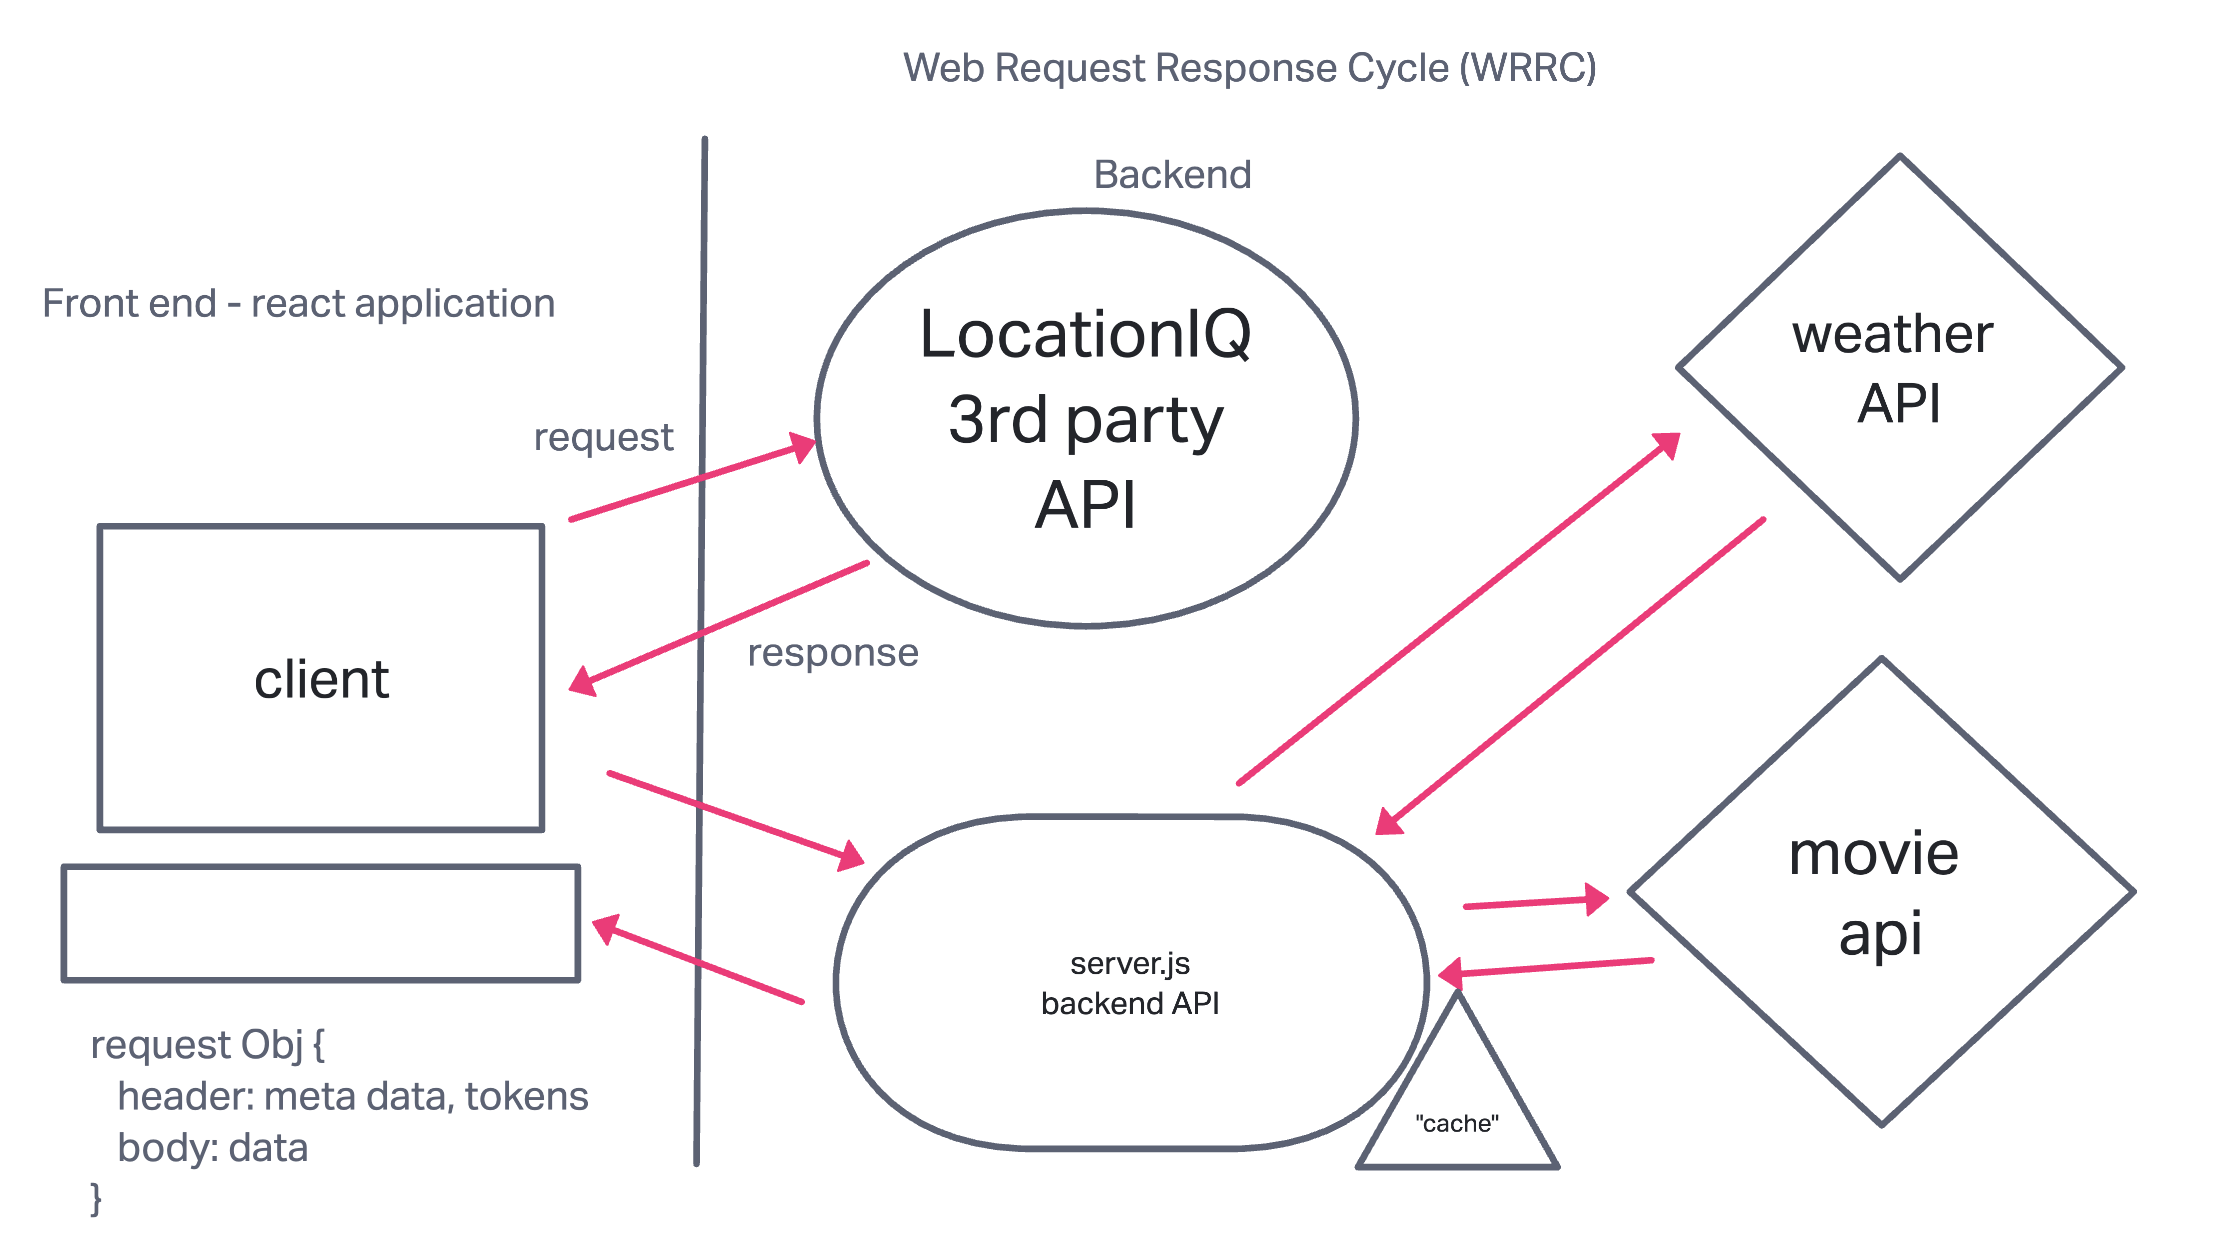 Web Request Response Cycle (WRRC)
Backend
Front end - react application
LocationIQ
3rd party
API
weather
API
request
response
client
movie
api
server.js
backend API
"cache"
request Obj {
header: meta data, tokens
body: data
}